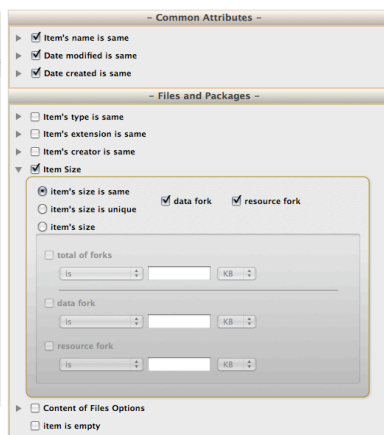 – Common Attributes –
Item's name is same
Date modified is same
Date created is same
– Files and Packages –
Item's type is same
Item's extension is same
Item's creator is same
Item Size
item's size is same
data fork resource fork
item's size is unique
item's size
total of forks
is KB
data fork
is KB
resource fork
is KB
Content of Files Options
item is empty